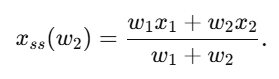 x_{ss}(w_2) = \frac{w_1 x_1 + w_2 x_2}{w_1 + w_2}.